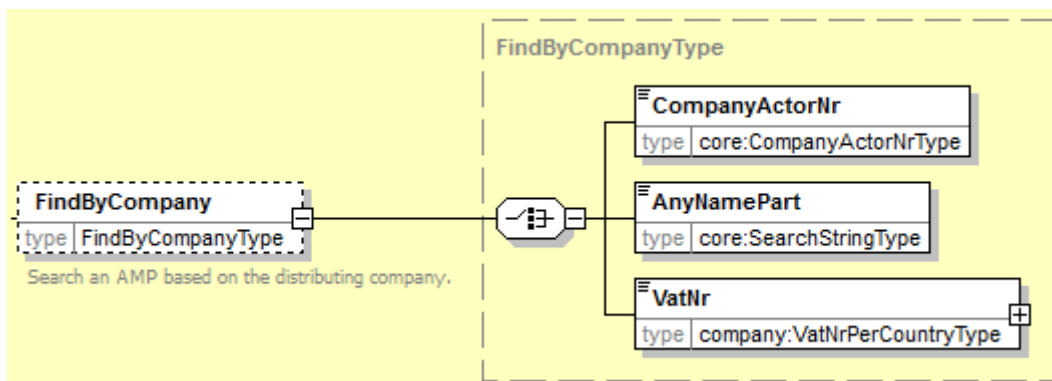 FindByCompanyType
CompanyActorNr
type core:CompanyActorNrType
FindByCompany
type FindByCompanyType
Search an AMP based on the distributing company.
AnyNamePart
type core:SearchStringType
VatNr
type company:VatNrPerCountryType